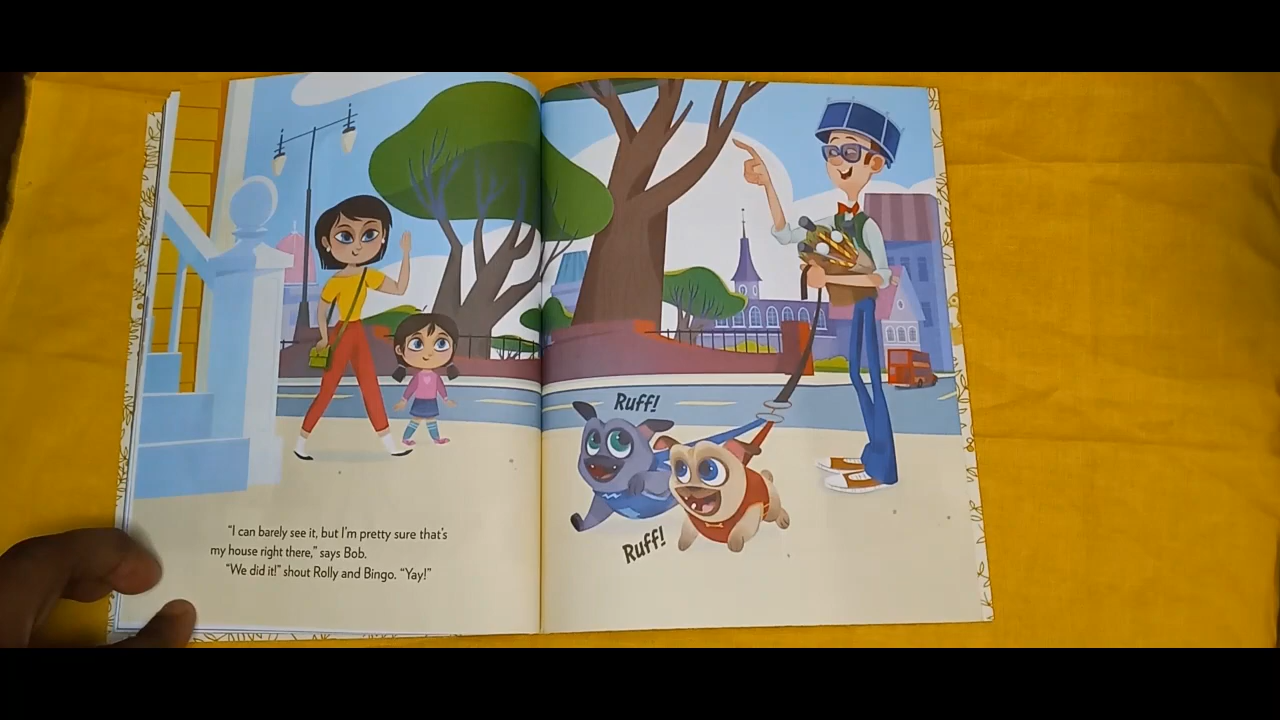 Ruff!
Ruff!
“I can barely see it, but I’m pretty sure that’s
my house right there,” says Bob.
“We did it!” shout Rolly and Bingo. “Yay!”